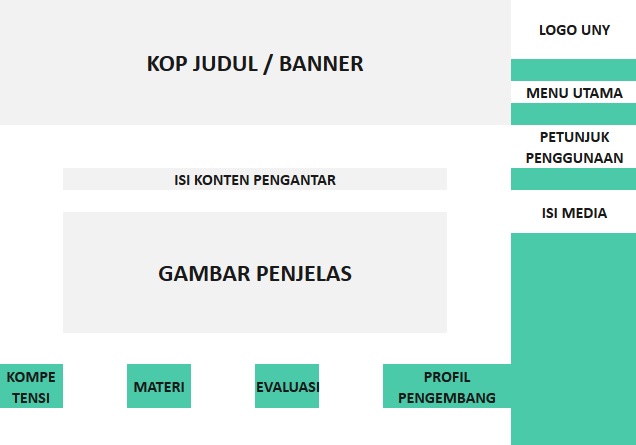 KOP JUDUL / BANNER
LOGO UNY
MENU UTAMA
PETUNJUK
PENGGUNAAN
ISI KONTEN PENGANTAR
ISI MEDIA
GAMBAR PENJELAS
KOMPE
TENSI
MATERI
EVALUASI
PROFIL
PENGEMBANG